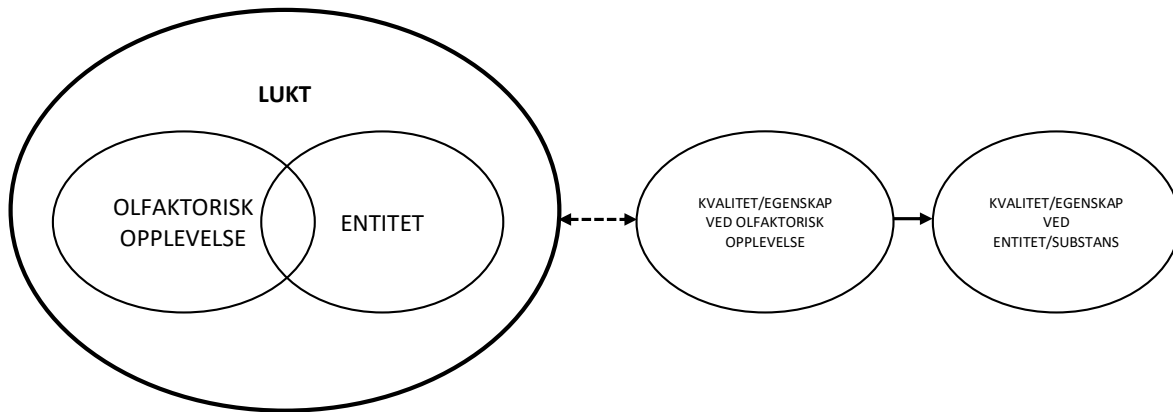 LUKT
OLFAKTORISK
OPPLEVELSE
ENTITET
KVALITET/EGENSKAP
VED OLFAKTORISK
OPPLEVELSE
KVALITET/EGENSKAP
VED
ENTITET/SUBSTANS